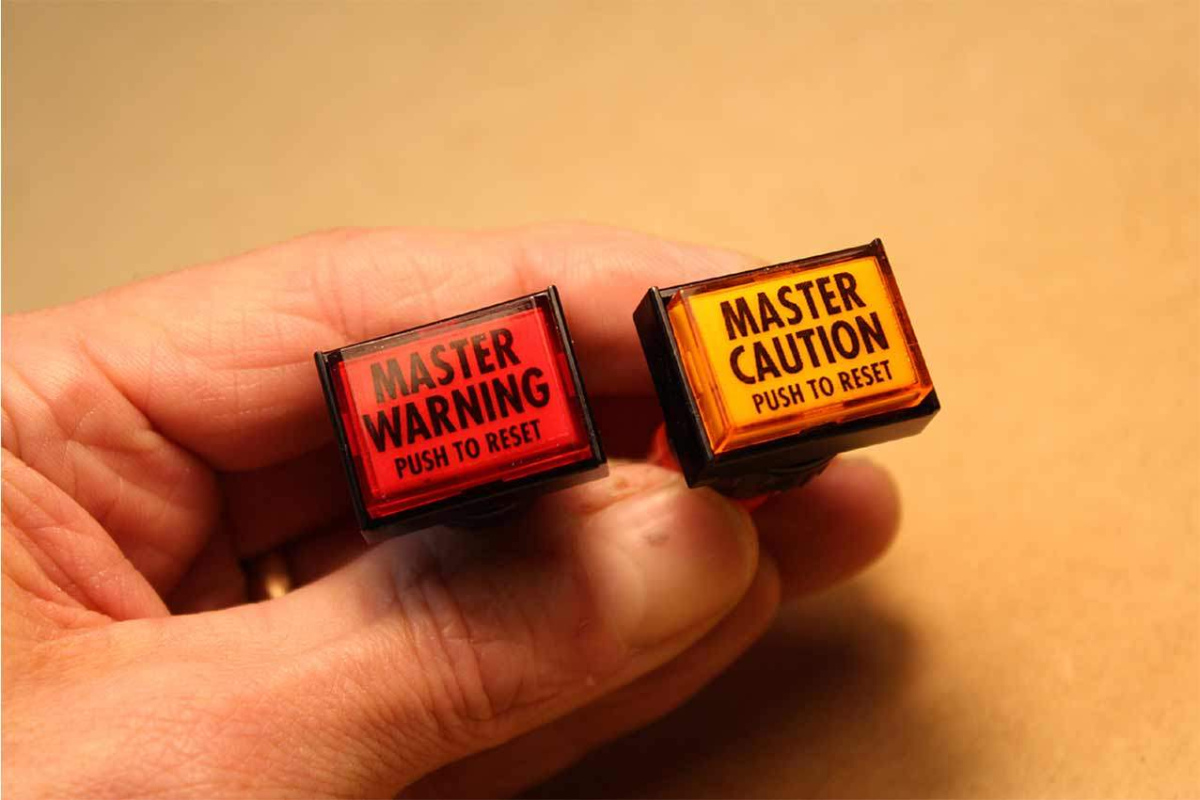 MASTER
WARNING
PUSH TO RESET
MASTER
CAUTION
PUSH TO RESET